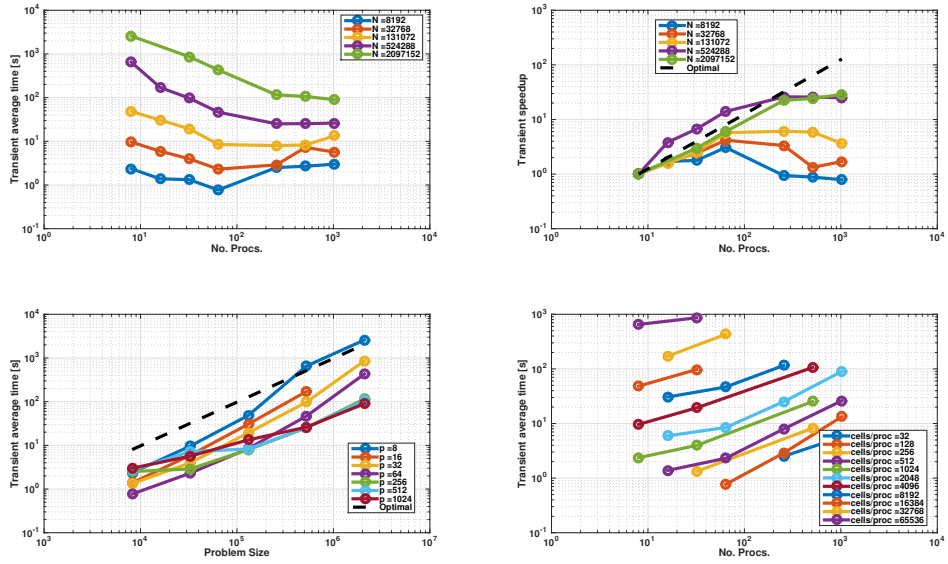 10^4
10^3
10^2
10^1
10^0
10^-1
Transient average time [s]
N =8192
N =32768
N =131072
N =524288
N =2097152
10^0
10^1
10^2
10^3
10^4
No. Procs.
10^3
10^2
10^1
10^0
10^-1
Transient speedup
N =8192
N =32768
N =131072
N =524288
N =2097152
Optimal
10^0
10^1
10^2
10^3
10^4
No. Procs.
10^4
10^3
10^2
10^1
10^0
10^-1
Transient average time [s]
p =8
p =16
p =32
p =64
p =256
p =512
p =1024
Optimal
10^3
10^4
10^5
10^6
10^7
Problem Size
10^3
10^2
10^1
10^0
10^-1
Transient average time [s]
cells/proc =32
cells/proc =128
cells/proc =256
cells/proc =512
cells/proc =1024
cells/proc =2048
cells/proc =4096
cells/proc =8192
cells/proc =16384
cells/proc =32768
cells/proc =65536
10^0
10^1
10^2
10^3
10^4
No. Procs.